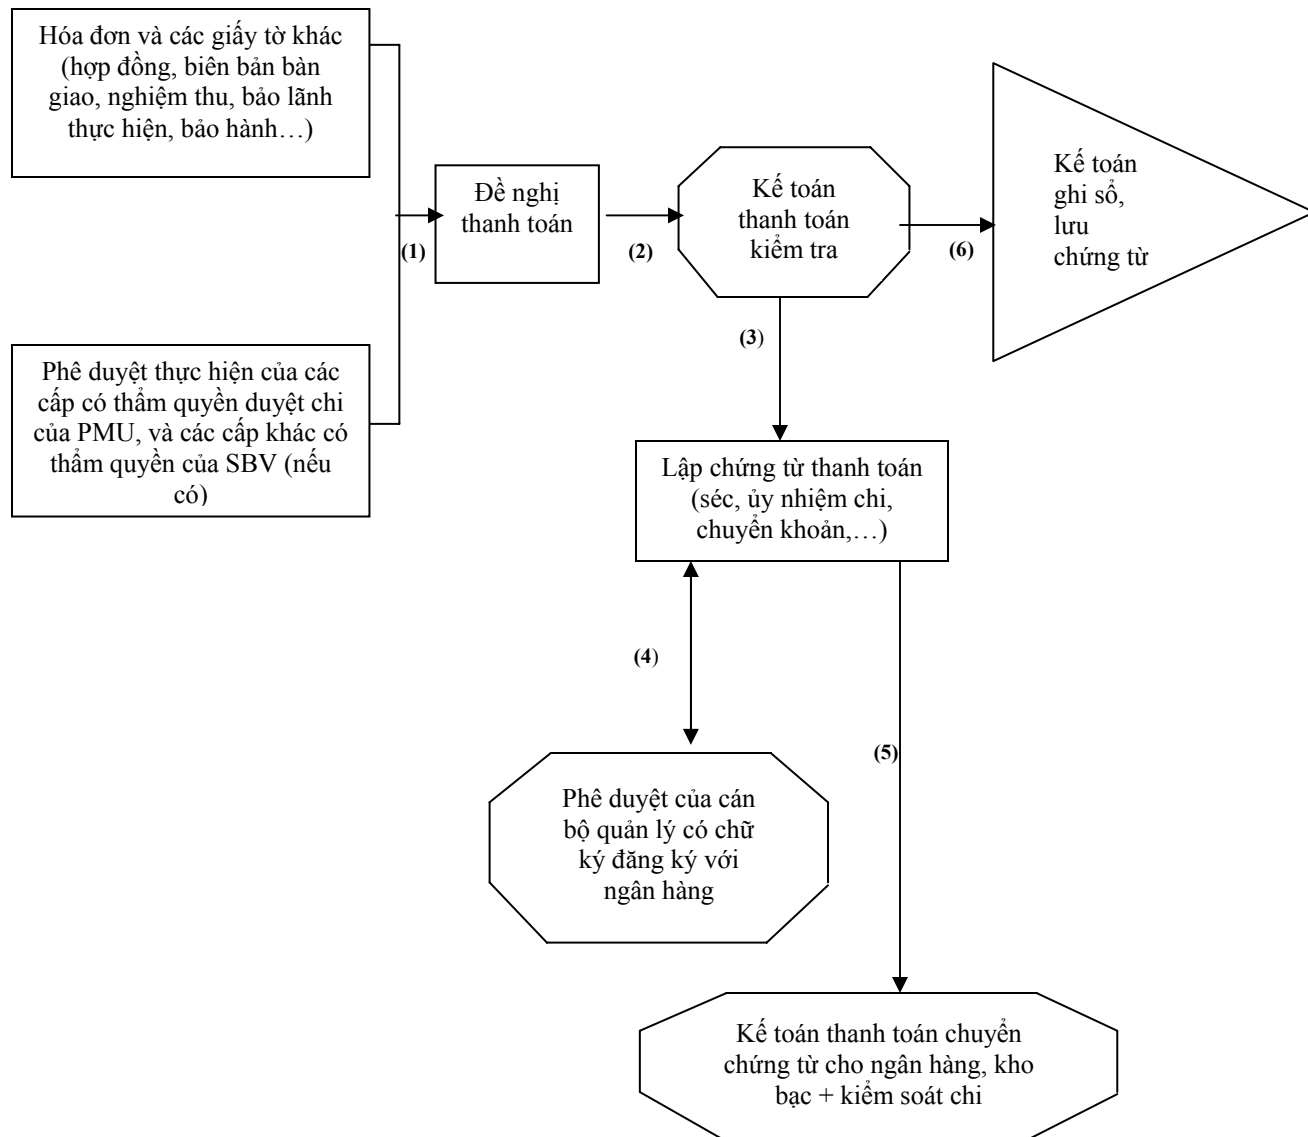 Hóa đơn và các giấy tờ khác
(hợp đồng, biên bản bàn
giao, nghiệm thu, bảo lãnh
thực hiện, bảo hành…)
Đề nghị
thanh toán
Kế toán
thanh toán
kiểm tra
Kế toán
ghi sổ,
lưu
chứng từ
(1)
(2)
(6)
(3)
Phê duyệt thực hiện của các
cấp có thẩm quyền duyệt chi
của PMU, và các cấp khác có
thẩm quyền của SBV (nếu
có)
Lập chứng từ thanh toán
(séc, ủy nhiệm chi,
chuyển khoản,…)
(4)
(5)
Phê duyệt của cán
bộ quản lý có chữ
ký đăng ký với
ngân hàng
Kế toán thanh toán chuyển
chứng từ cho ngân hàng, kho
bạc + kiểm soát chi